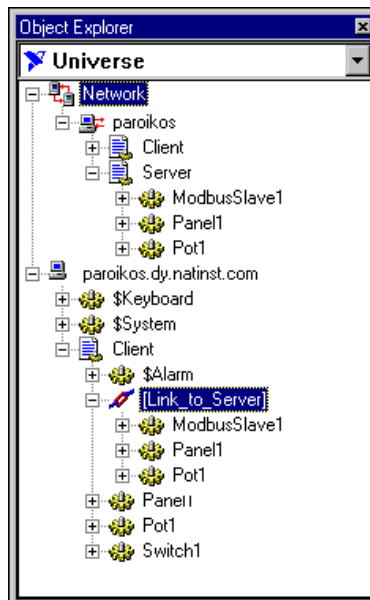 Object Explorer
Universe
Network
paroikos
Client
Server
ModbusSlave1
Panel1
Pot1
paroikos.dy.natinst.com
$Keyboard
$System
Client
$Alarm
[Link_to_Server]
ModbusSlave1
Panel1
Pot1
Panel1
Pot1
Switch1